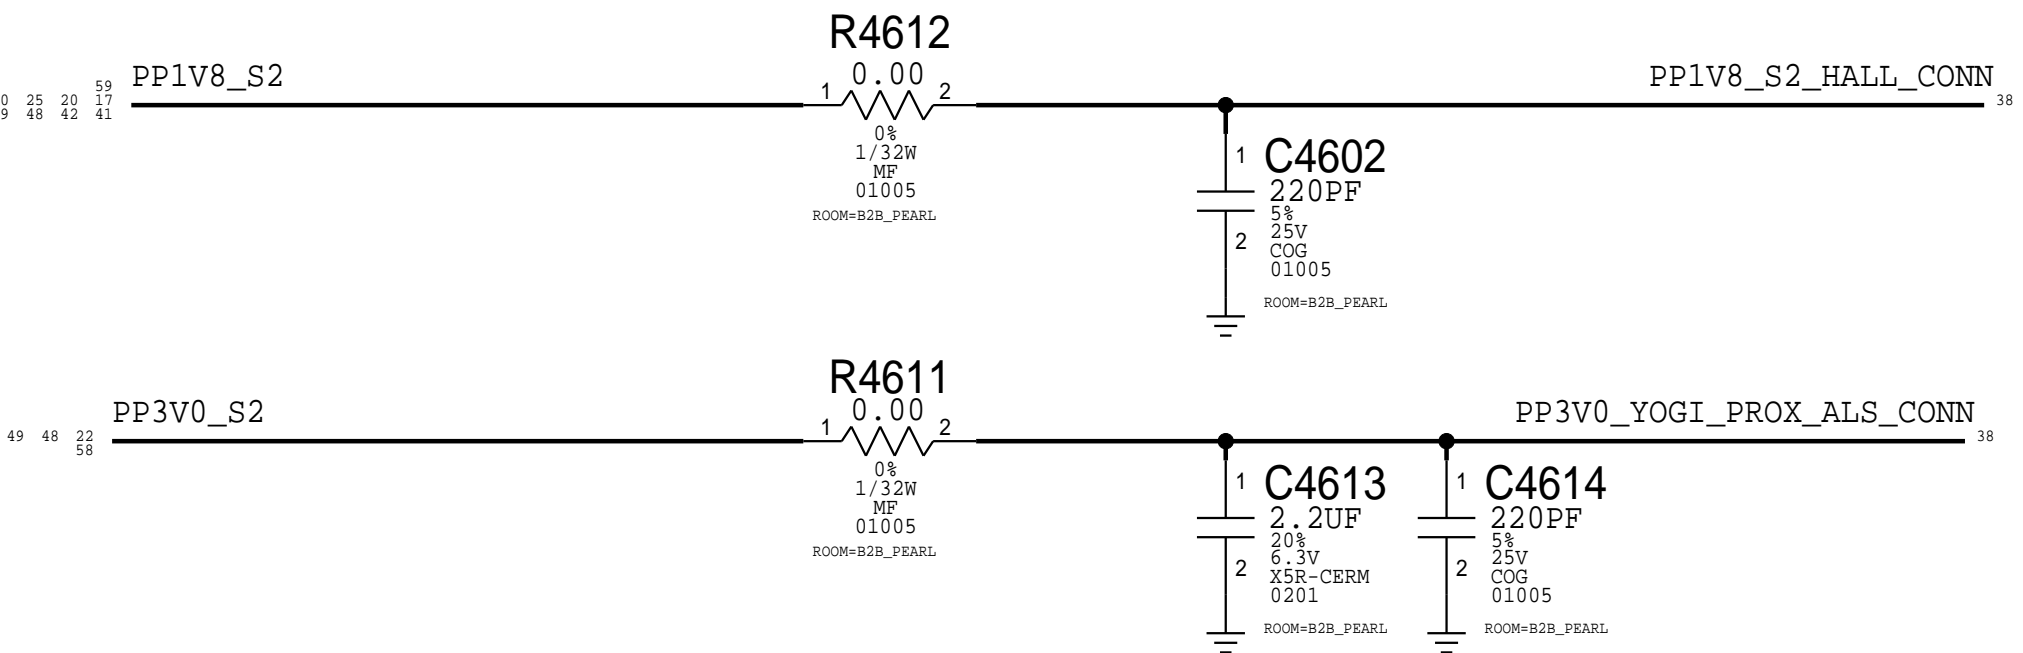 R4612
PP1V8_S2
0.00
PP1V8_S2_HALL_CONN
59
0 25 20 17
9 48 42 41
1
2
38
0%
1/32W
MF
01005
ROOM=B2B_PEARL
1
C4602
220PF
5%
25V
2
COG
01005
ROOM=B2B_PEARL
R4611
PP3V0_S2
0.00
PP3V0_YOGI_PROX_ALS_CONN
49 48 22
58
1
2
38
0%
1/32W
MF
01005
ROOM=B2B_PEARL
1
C4613
2.2UF
20%
6.3V
2
X5R-CERM
0201
ROOM=B2B_PEARL
1
C4614
220PF
5%
25V
2
COG
01005
ROOM=B2B_PEARL